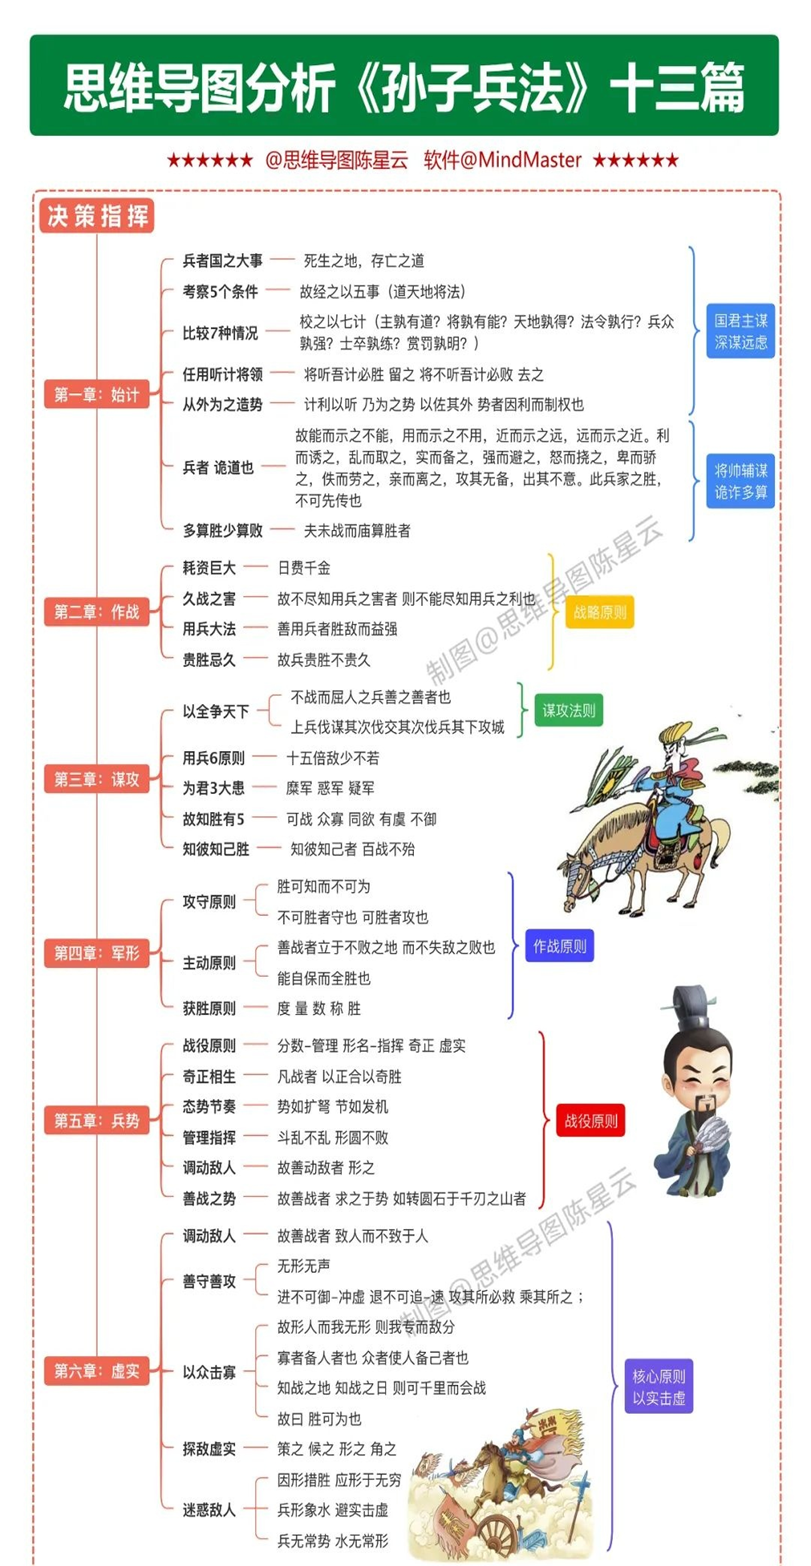 思维导图分析《孙子兵法》十三篇
★★★★★★ @思维导图陈星云 软件@MindMaster ★★★★★★
决策指挥
第一章：始计
兵者国之大事
死生之地，存亡之道
考察5个条件
故经之以五事（道天地将法）
比较7种情况
校之以七计（主孰有道？将孰有能？天地孰得？法令孰行？兵众
孰强？士卒孰练？赏罚孰明？）
任用听计将领
将听吾计必胜 留之 将不听吾计必败 去之
从外为之造势
计利以听 乃为之势 以佐其外 势者因利而制权也
国君主谋
深谋远虑
兵者 诡道也
故能而示之不能，用而示之不用，近而示之远，远而示之近。利
而诱之，乱而取之，实而备之，强而避之，怒而挠之，卑而骄
之，佚而劳之，亲而离之，攻其无备，出其不意。此兵家之胜，
不可先传也
多算胜少算败
夫未战而庙算胜者
将帅辅谋
诡诈多算
第二章：作战
耗资巨大
日费千金
久战之害
故不尽知用兵之害者 则不能尽知用兵之利也
用兵大法
善用兵者胜敌而益强
贵胜忌久
故兵贵胜不贵久
战略原则
制图@思维导图陈星云
第三章：谋攻
以全争天下
不战而屈人之兵善之善者也
上兵伐谋其次伐交其次伐兵其下攻城
谋攻法则
用兵6原则
十五倍敌少不若
为君3大患
糜军 惑军 疑军
故知胜有5
可战 众寡 同欲 有虞 不御
知彼知己胜
知彼知己者 百战不殆
第四章：军形
攻守原则
胜可知而不可为
不可胜者守也 可胜者攻也
主动原则
善战者立于不败之地 而不失敌之败也
能自保而全胜也
获胜原则
度 量 数 称 胜
作战原则
第五章：兵势
战役原则
分数-管理 形名-指挥 奇正 虚实
奇正相生
凡战者 以正合以奇胜
态势节奏
势如扩弩 节如发机
管理指挥
斗乱不乱 形圆不败
调动敌人
故善动敌者 形之
善战之势
故善战者 求之于势 如转圆石于千刃之山者
战役原则
制图@思维导图陈星云
第六章：虚实
调动敌人
故善战者 致人而不致于人
善守善攻
无形无声
进不可御-冲虚 退不可追-速 攻其所必救 乘其所之；
以众击寡
故形人而我无形 则我专而敌分
寡者备人者也 众者使人备己者也
知战之地 知战之日 则可千里而会战
故曰 胜可为也
探敌虚实
策之 候之 形之 角之
迷惑敌人
因形措胜 应形于无穷
兵形象水 避实击虚
兵无常势 水无常形
核心原则
以实击虚